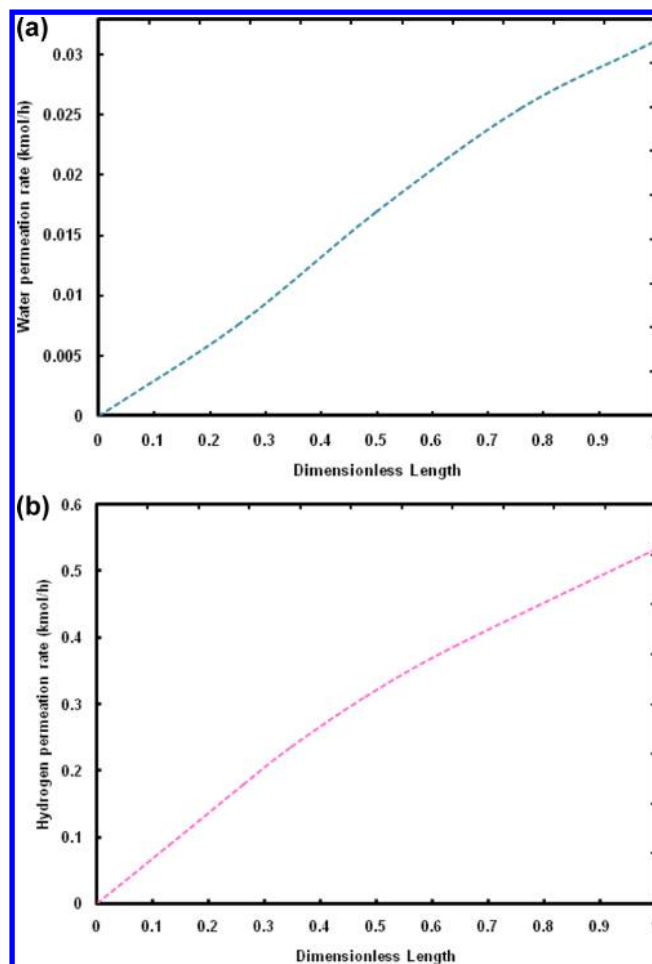 (a)
Water permeation rate (kmol/h)
0.03
0.025
0.02
0.015
0.01
0.005
0
0 0.1 0.2 0.3 0.4 0.5 0.6 0.7 0.8 0.9 1
Dimensionless Length
(b)
Hydrogen permeation rate (kmol/h)
0.6
0.5
0.4
0.3
0.2
0.1
0
0 0.1 0.2 0.3 0.4 0.5 0.6 0.7 0.8 0.9
Dimensionless Length